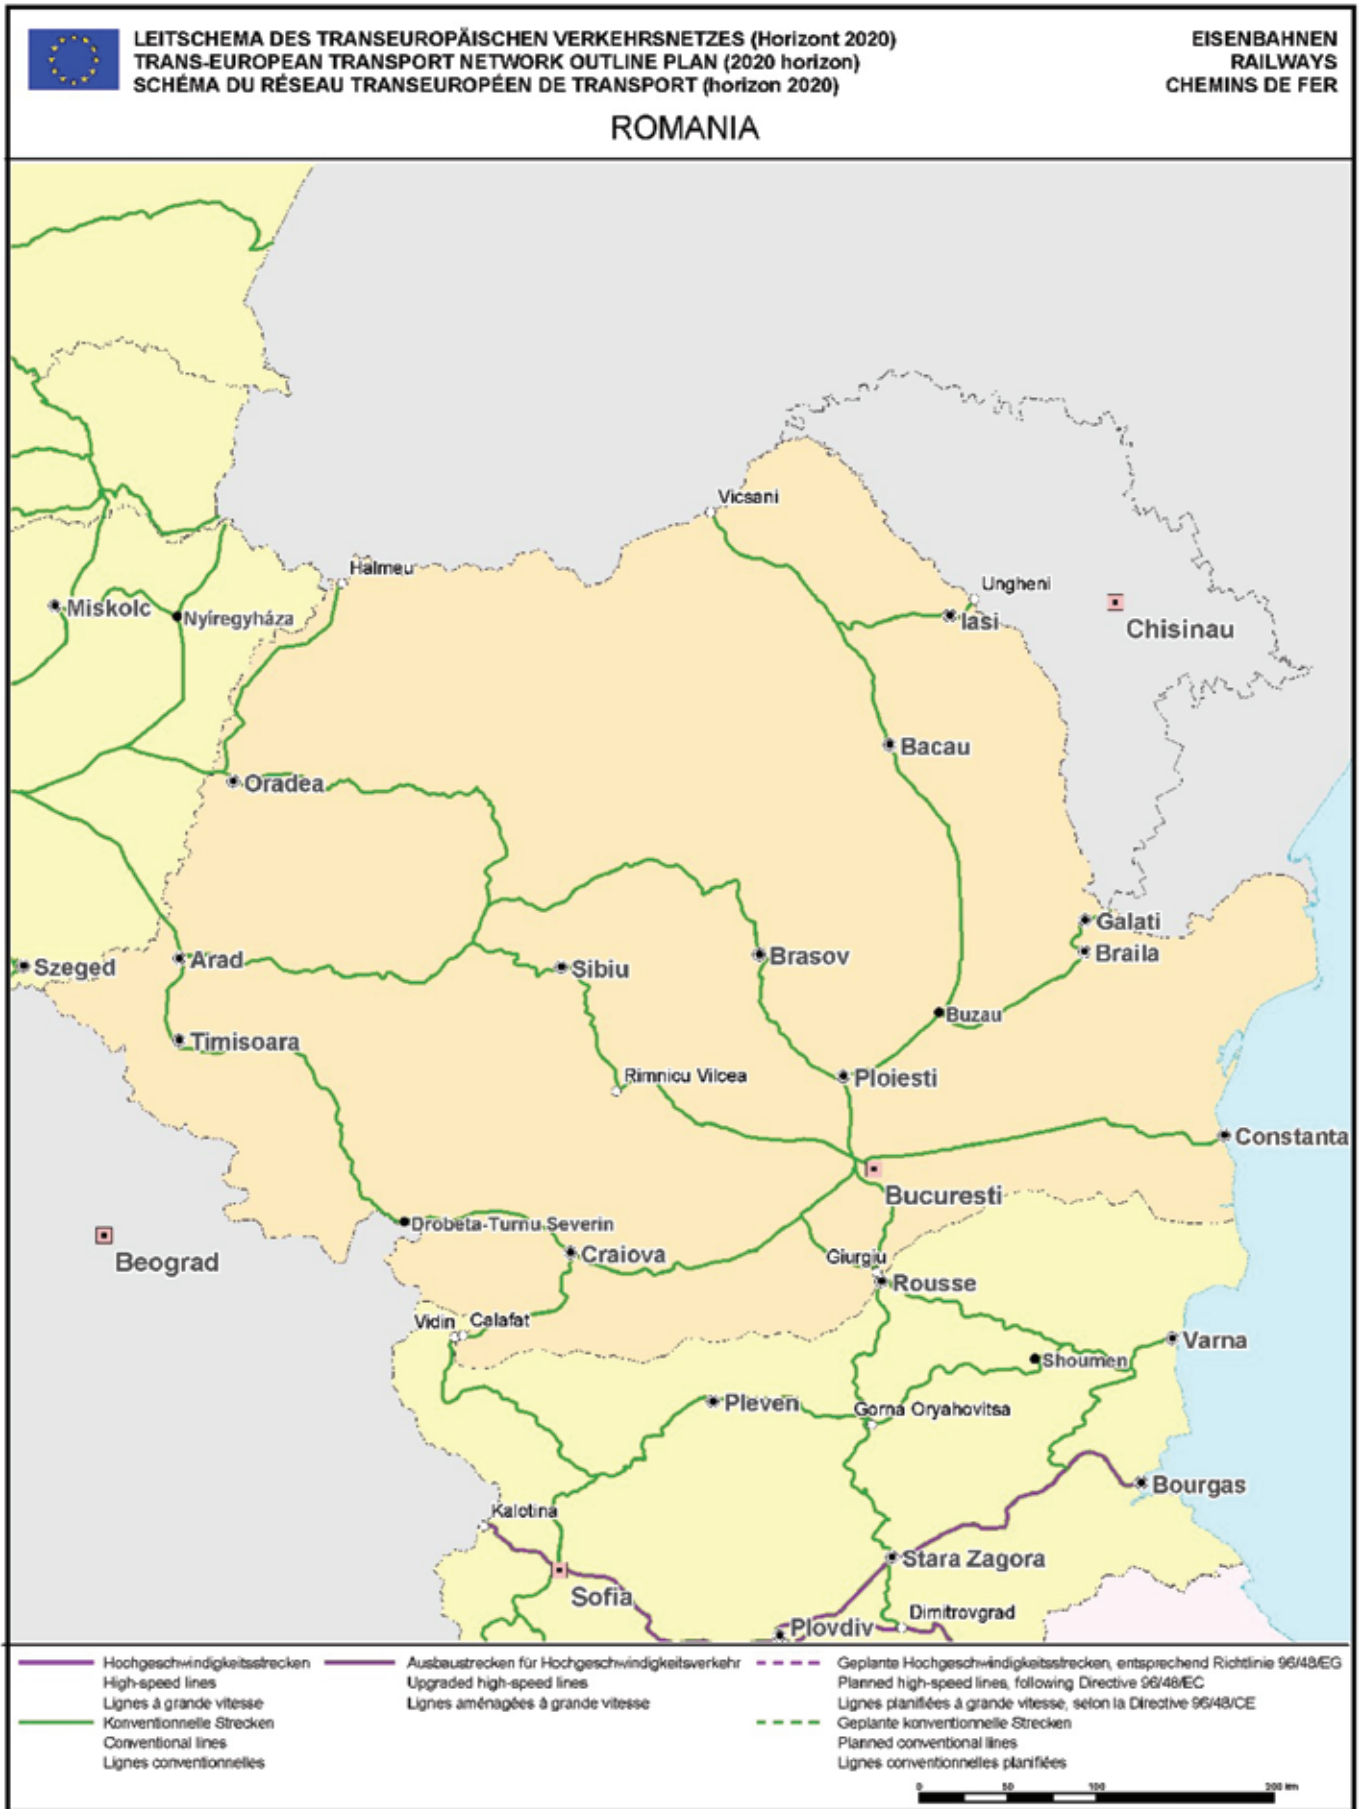 LEITSCHEMA DES TRANSEUROPÄISCHEN VERKEHRSNETZES (Horizont 2020)
TRANS-EUROPEAN TRANSPORT NETWORK OUTLINE PLAN (2020 horizon)
SCHÉMA DU RÉSEAU TRANSEUROPÉEN DE TRANSPORT (horizon 2020)
EISENBAHNEN
RAILWAYS
CHEMINS DE FER
ROMANIA
Vicsani
Halmeu
Ungheni
Miskolc
Nyíregyháza
Iasi
Chisinau
Bacau
Oradea
Galati
Braila
Szeged
Arad
Sibiu
Brasov
Buzau
Timisoara
Rimnicu Vilcea
Ploiesti
Constanta
Bucuresti
Drobeta-Turnu Severin
Beograd
Craiova
Giurgiu
Rousse
Vidin
Calafat
Varna
Shoumen
Pleven
Gorna Oryahovitsa
Bourgas
Kalotina
Stara Zagora
Sofia
Dimitrovgrad
Plovdiv
Hochgeschwindigkeitsstrecken
High-speed lines
Lignes à grande vitesse
Konventionnelle Strecken
Conventional lines
Lignes conventionnelles
Ausbaustrecken für Hochgeschwindigkeitsverkehr
Upgraded high-speed lines
Lignes aménagées à grande vitesse
Geplante Hochgeschwindigkeitsstrecken, entsprechend Richtlinie 96/48/EG
Planned high-speed lines, following Directive 96/48/EC
Lignes planifiées à grande vitesse, selon la Directive 96/48/CE
Geplante konventionelle Strecken
Planned conventional lines
Lignes conventionnelles planifiées
0 50 100 200 km